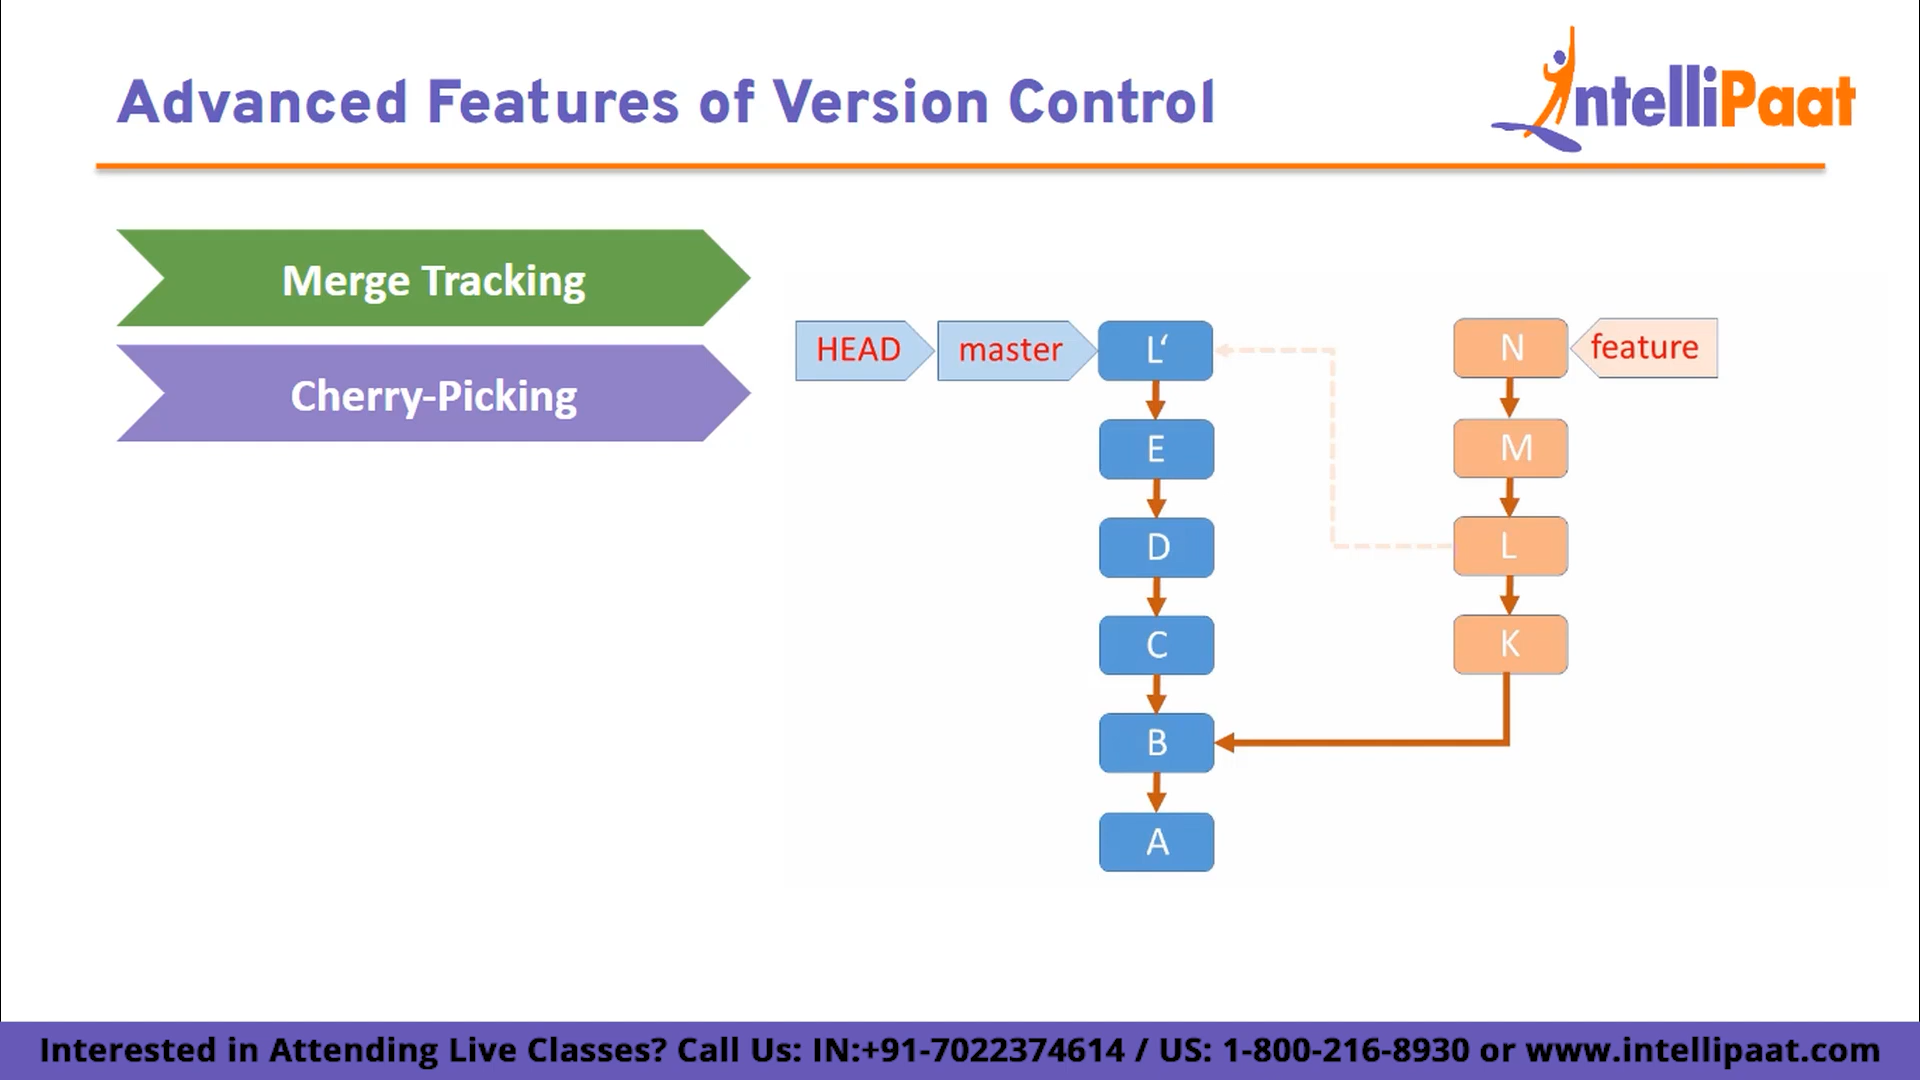 Advanced Features of Version Control
IntelliPaat
Merge Tracking
Cherry-Picking
HEAD
master
L‘
E
D
C
B
A
N
feature
M
L
K
Interested in Attending Live Classes? Call Us: IN:+91-7022374614 / US: 1-800-216-8930 or www.intellipaat.com